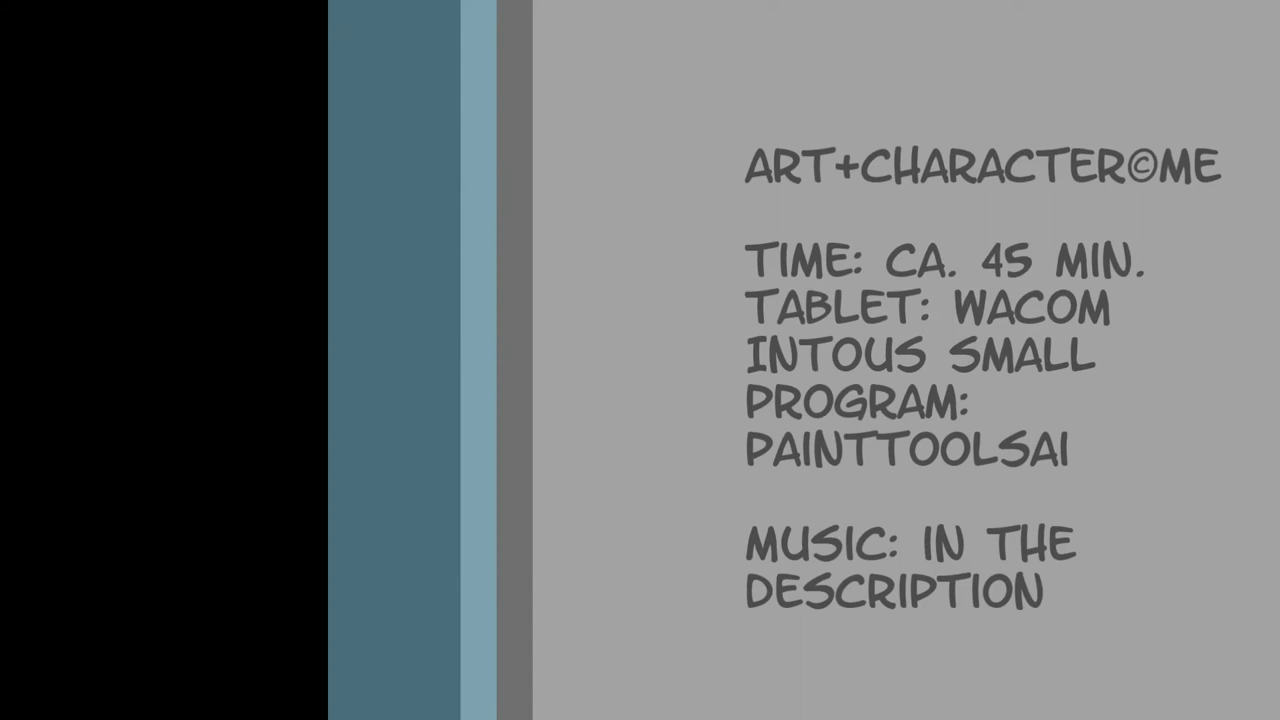 ART+CHARACTER©ME
TIME: CA. 45 MIN.
TABLET: WACOM
INTOUS SMALL
PROGRAM:
PAINTTOOLSAI
MUSIC: IN THE
DESCRIPTION